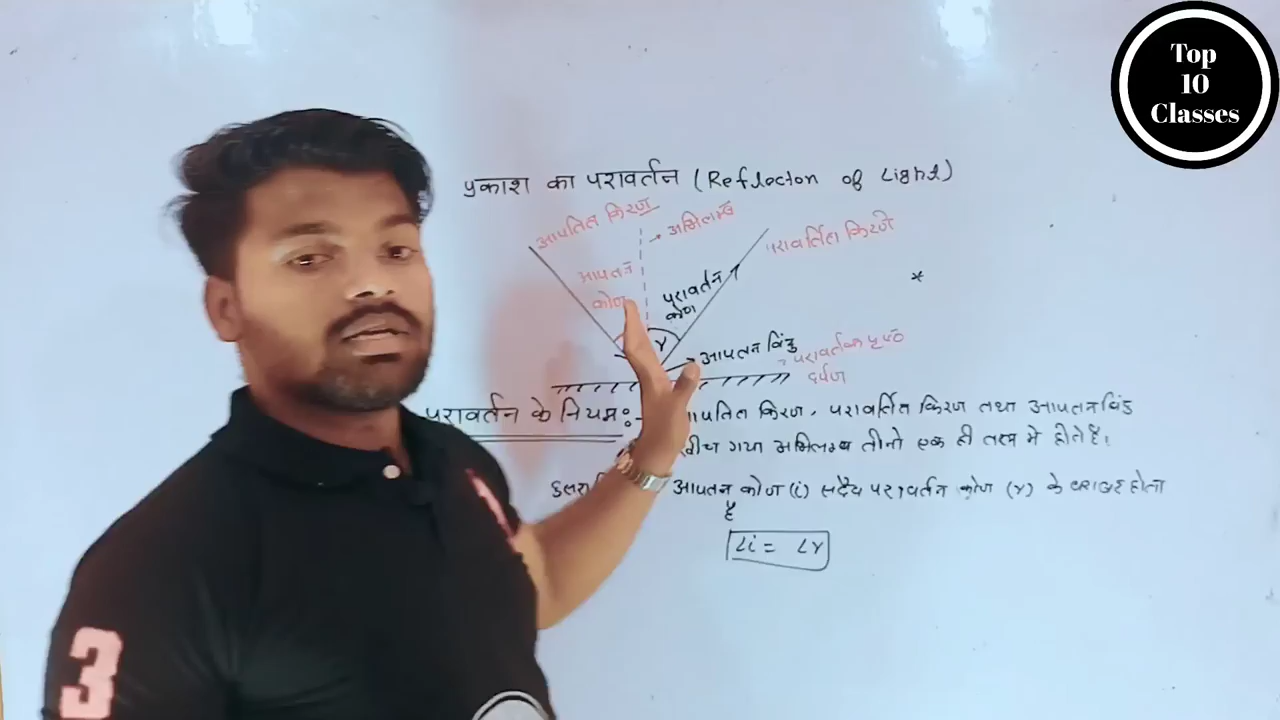 Top
10
Classes
प्रकाश का परावर्तन (Reflection of Light)
आपतित किरण
अभिलम्ब
परावर्तित किरणे
आपतन
कोण
परावर्तन
कोण
r
आपतन बिंदु
परावर्तक पृष्ठ
दर्पण
*
परावर्तन के नियम:- आपतित किरण, परावर्तित किरण तथा आपतन बिंदु
खीचा गया अभिलम्ब तीनो एक ही तल मे होते है।
दूसरा आपतन कोण (i) सदैव परावर्तन कोण (r) के बराबर होता
है
∠i = ∠r
3